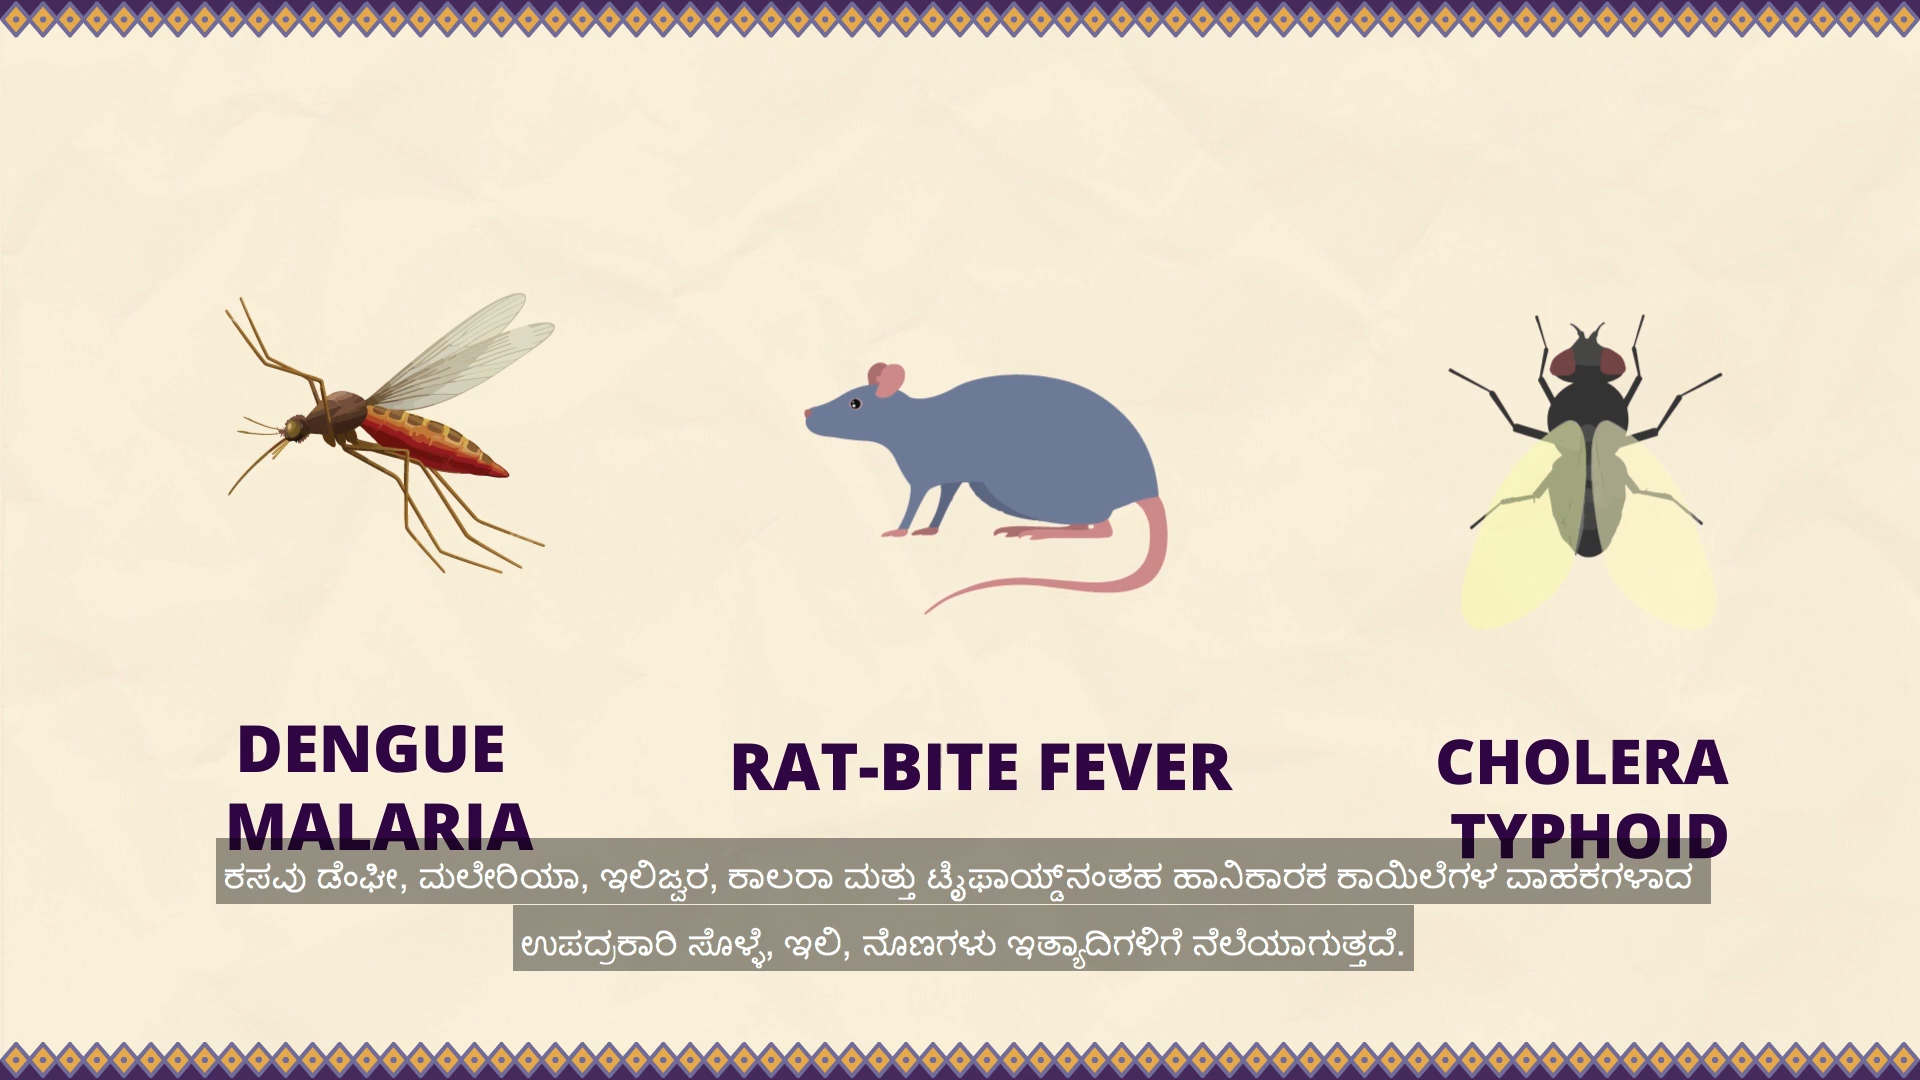 DENGUE
MALARIA
RAT-BITE FEVER
CHOLERA
TYPHOID
ಕಸವು ಡೆಂಘೀ, ಮಲೇರಿಯಾ, ಇಲಿಜ್ವರ, ಕಾಲರಾ ಮತ್ತು ಟೈಫಾಯ್ಡ್‌ನಂತಹ ಹಾನಿಕಾರಕ ಕಾಯಿಲೆಗಳ ವಾಹಕಗಳಾದ
ಉಪದ್ರಕಾರಿ ಸೊಳ್ಳೆ, ಇಲಿ, ನೊಣಗಳು ಇತ್ಯಾದಿಗಳಿಗೆ ನೆಲೆಯಾಗುತ್ತದೆ.